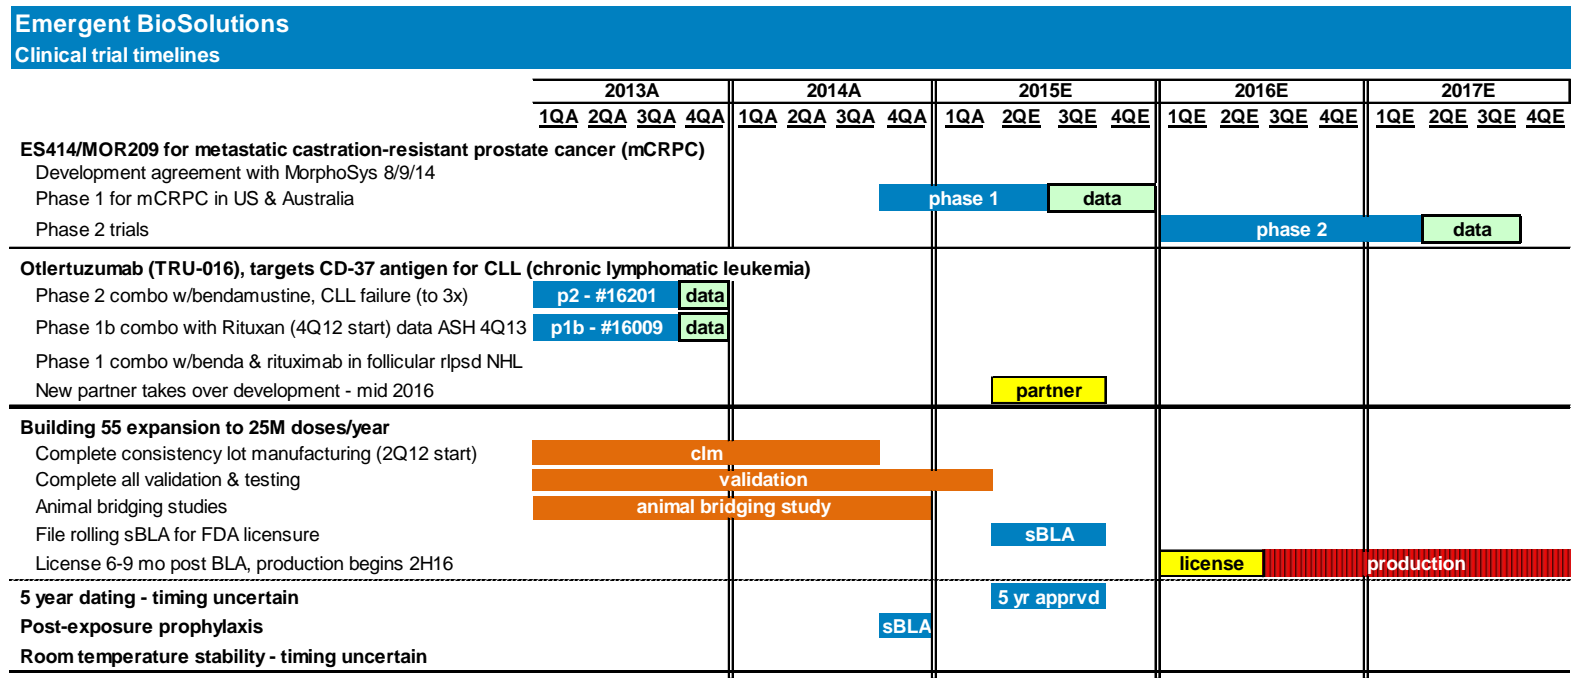 Emergent BioSolutions
Clinical trial timelines
2013A 2014A 2015E 2016E 2017E
1QA 2QA 3QA 4QA 1QA 2QA 3QA 4QA 1QA 2QE 3QE 4QE 1QE 2QE 3QE 4QE 1QE 2QE 3QE 4QE
ES414/MOR209 for metastatic castration-resistant prostate cancer (mCRPC)
Development agreement with MorphoSys 8/9/14
Phase 1 for mCRPC in US & Australia phase 1 data
Phase 2 trials phase 2 data
Otlertuzumab (TRU-016), targets CD-37 antigen for CLL (chronic lymphomatic leukemia)
Phase 2 combo w/bendamustine, CLL failure (to 3x) p2 - #16201 data
Phase 1b combo with Rituxan (4Q12 start) data ASH 4Q13 p1b - #16009 data
Phase 1 combo w/benda & rituximab in follicular rlpsd NHL
New partner takes over development - mid 2016 partner
Building 55 expansion to 25M doses/year
Complete consistency lot manufacturing (2Q12 start) clm
Complete all validation & testing validation
Animal bridging studies animal bridging study
File rolling sBLA for FDA licensure sBLA
License 6-9 mo post BLA, production begins 2H16 license production
5 year dating - timing uncertain 5 yr apprvd
Post-exposure prophylaxis sBLA
Room temperature stability - timing uncertain